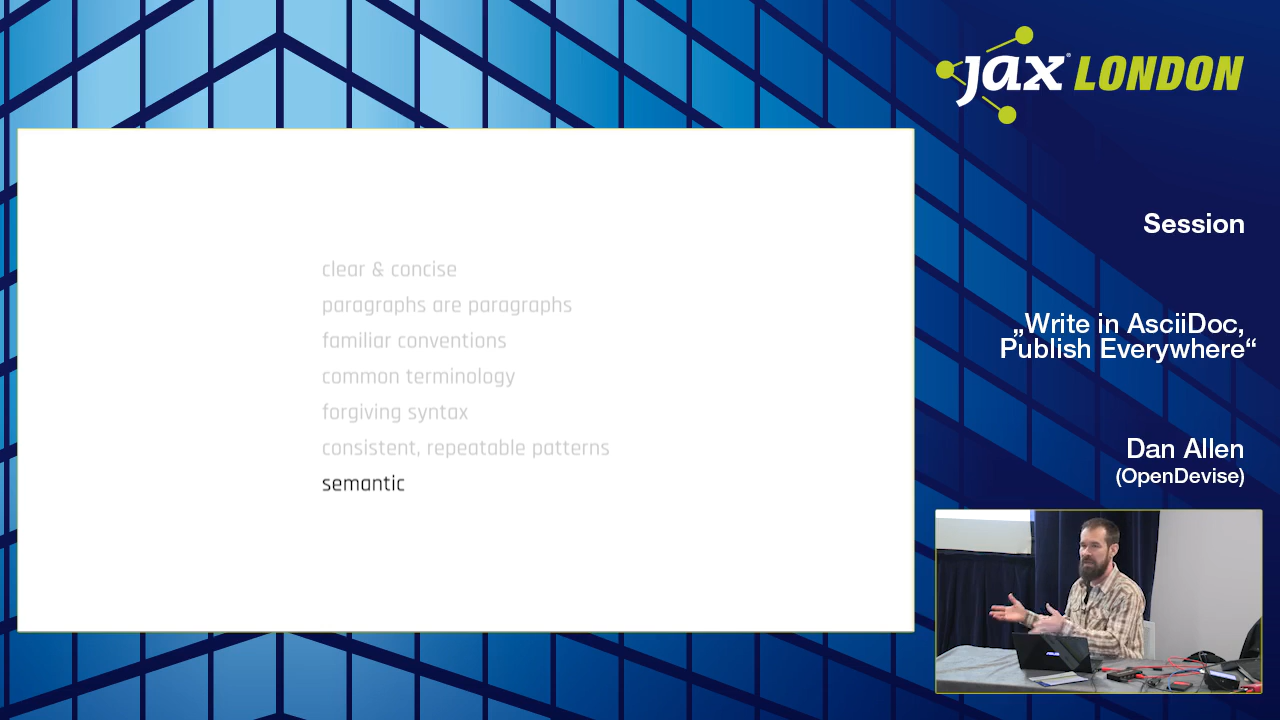 clear & concise
paragraphs are paragraphs
familiar conventions
common terminology
forgiving syntax
consistent, repeatable patterns
semantic
jax® LONDON
Session
„Write in AsciiDoc,
Publish Everywhere“
Dan Allen
(OpenDevise)
ASUS